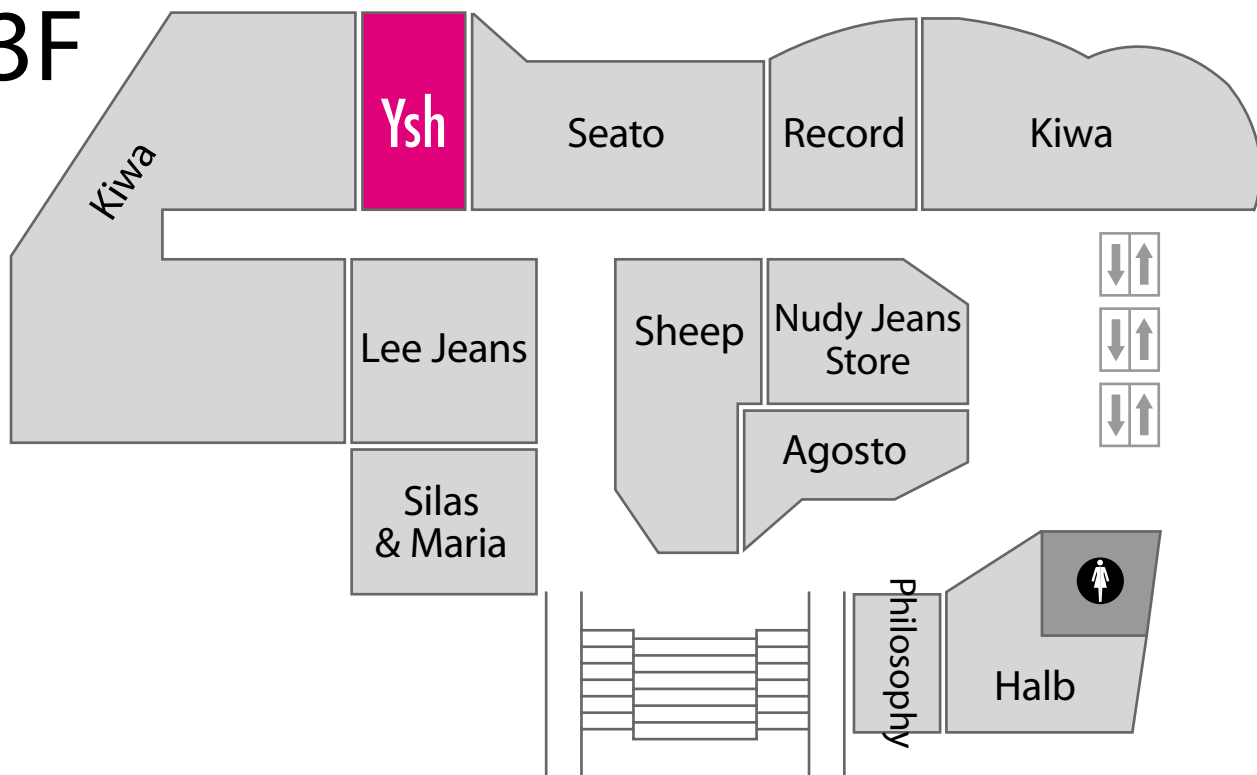 3F
Kiwa
Ysh
Seato
Record
Kiwa
Lee Jeans
Sheep
Nudy Jeans
Store
Agosto
Silas
& Maria
Philosophy
Halb